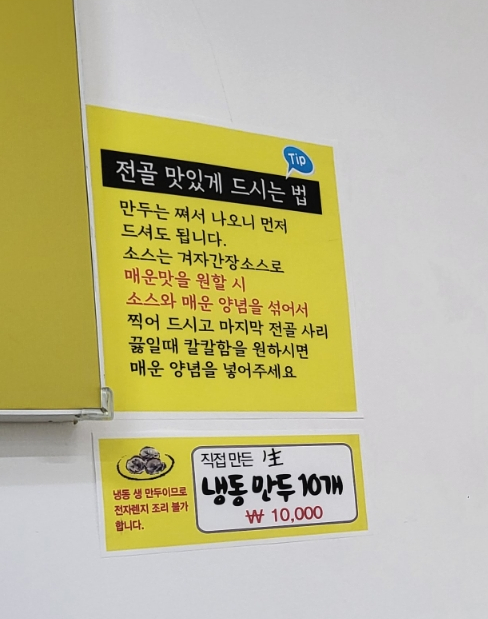 Tip
전골 맛있게 드시는 법
만두는 쪄서 나오니 먼저
드셔도 됩니다.
소스는 겨자간장소스로
매운맛을 원할 시
소스와 매운 양념을 섞어서
찍어 드시고 마지막 전골 사리
끓일때 칼칼함을 원하시면
매운 양념을 넣어주세요
직접 만든 生
냉동 만두 10개
₩ 10,000
냉동 생 만두이므로
전자렌지 조리 불가
합니다.